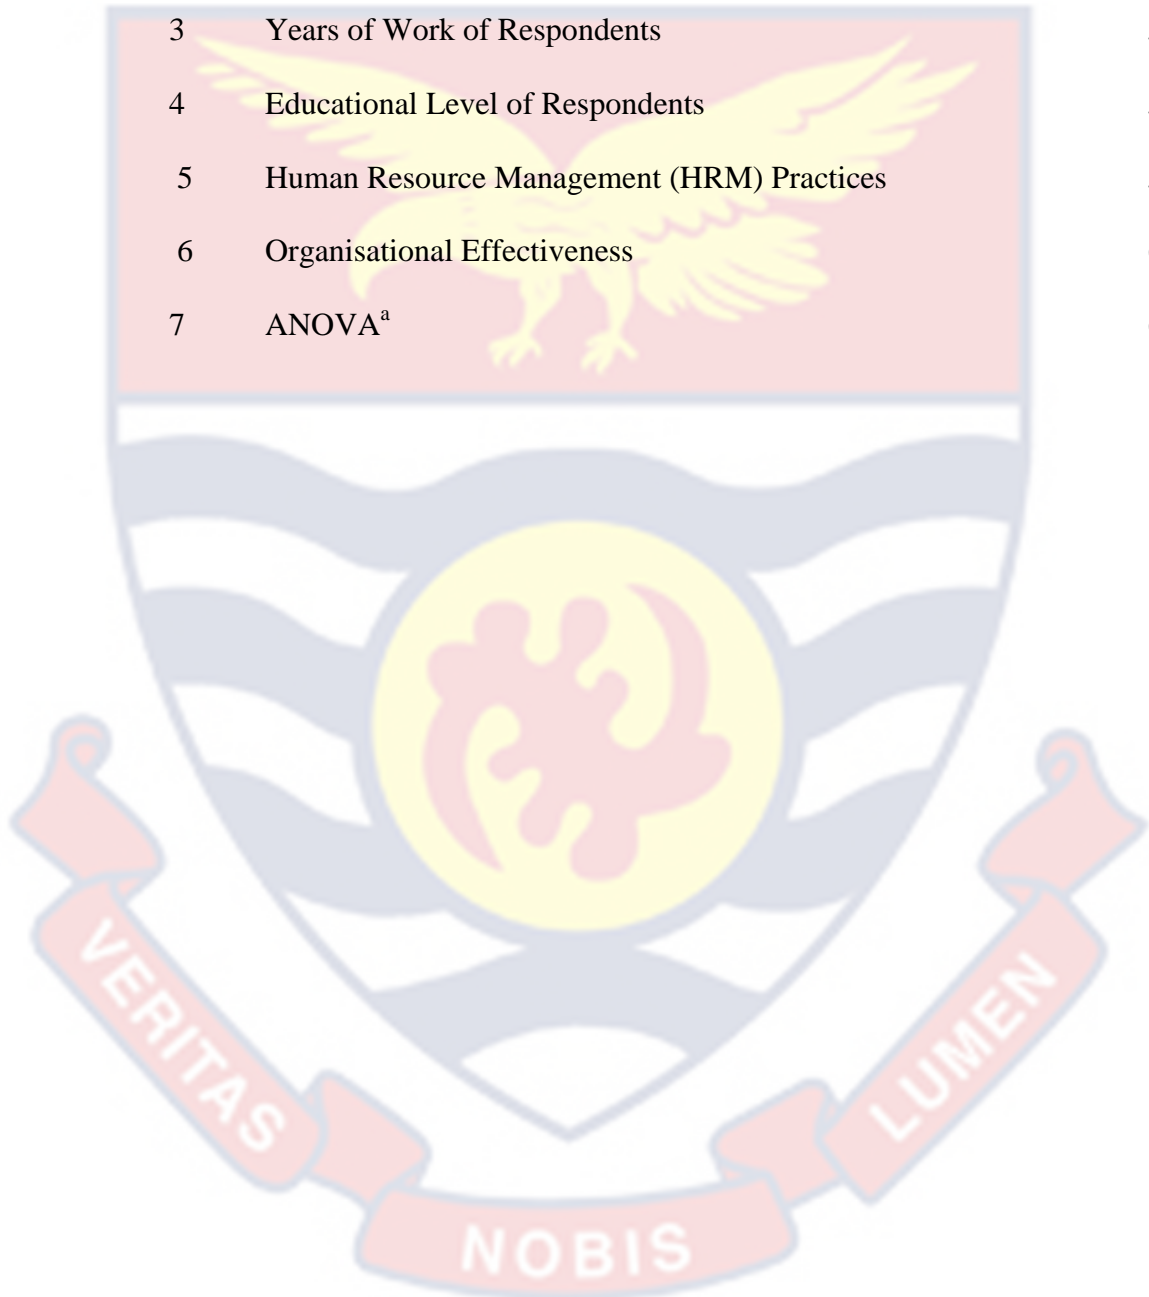 3 Years of Work of Respondents
4 Educational Level of Respondents
5 Human Resource Management (HRM) Practices
6 Organisational Effectiveness
7 ANOVAᵃ
VERITAS
NOBIS
LUMEN